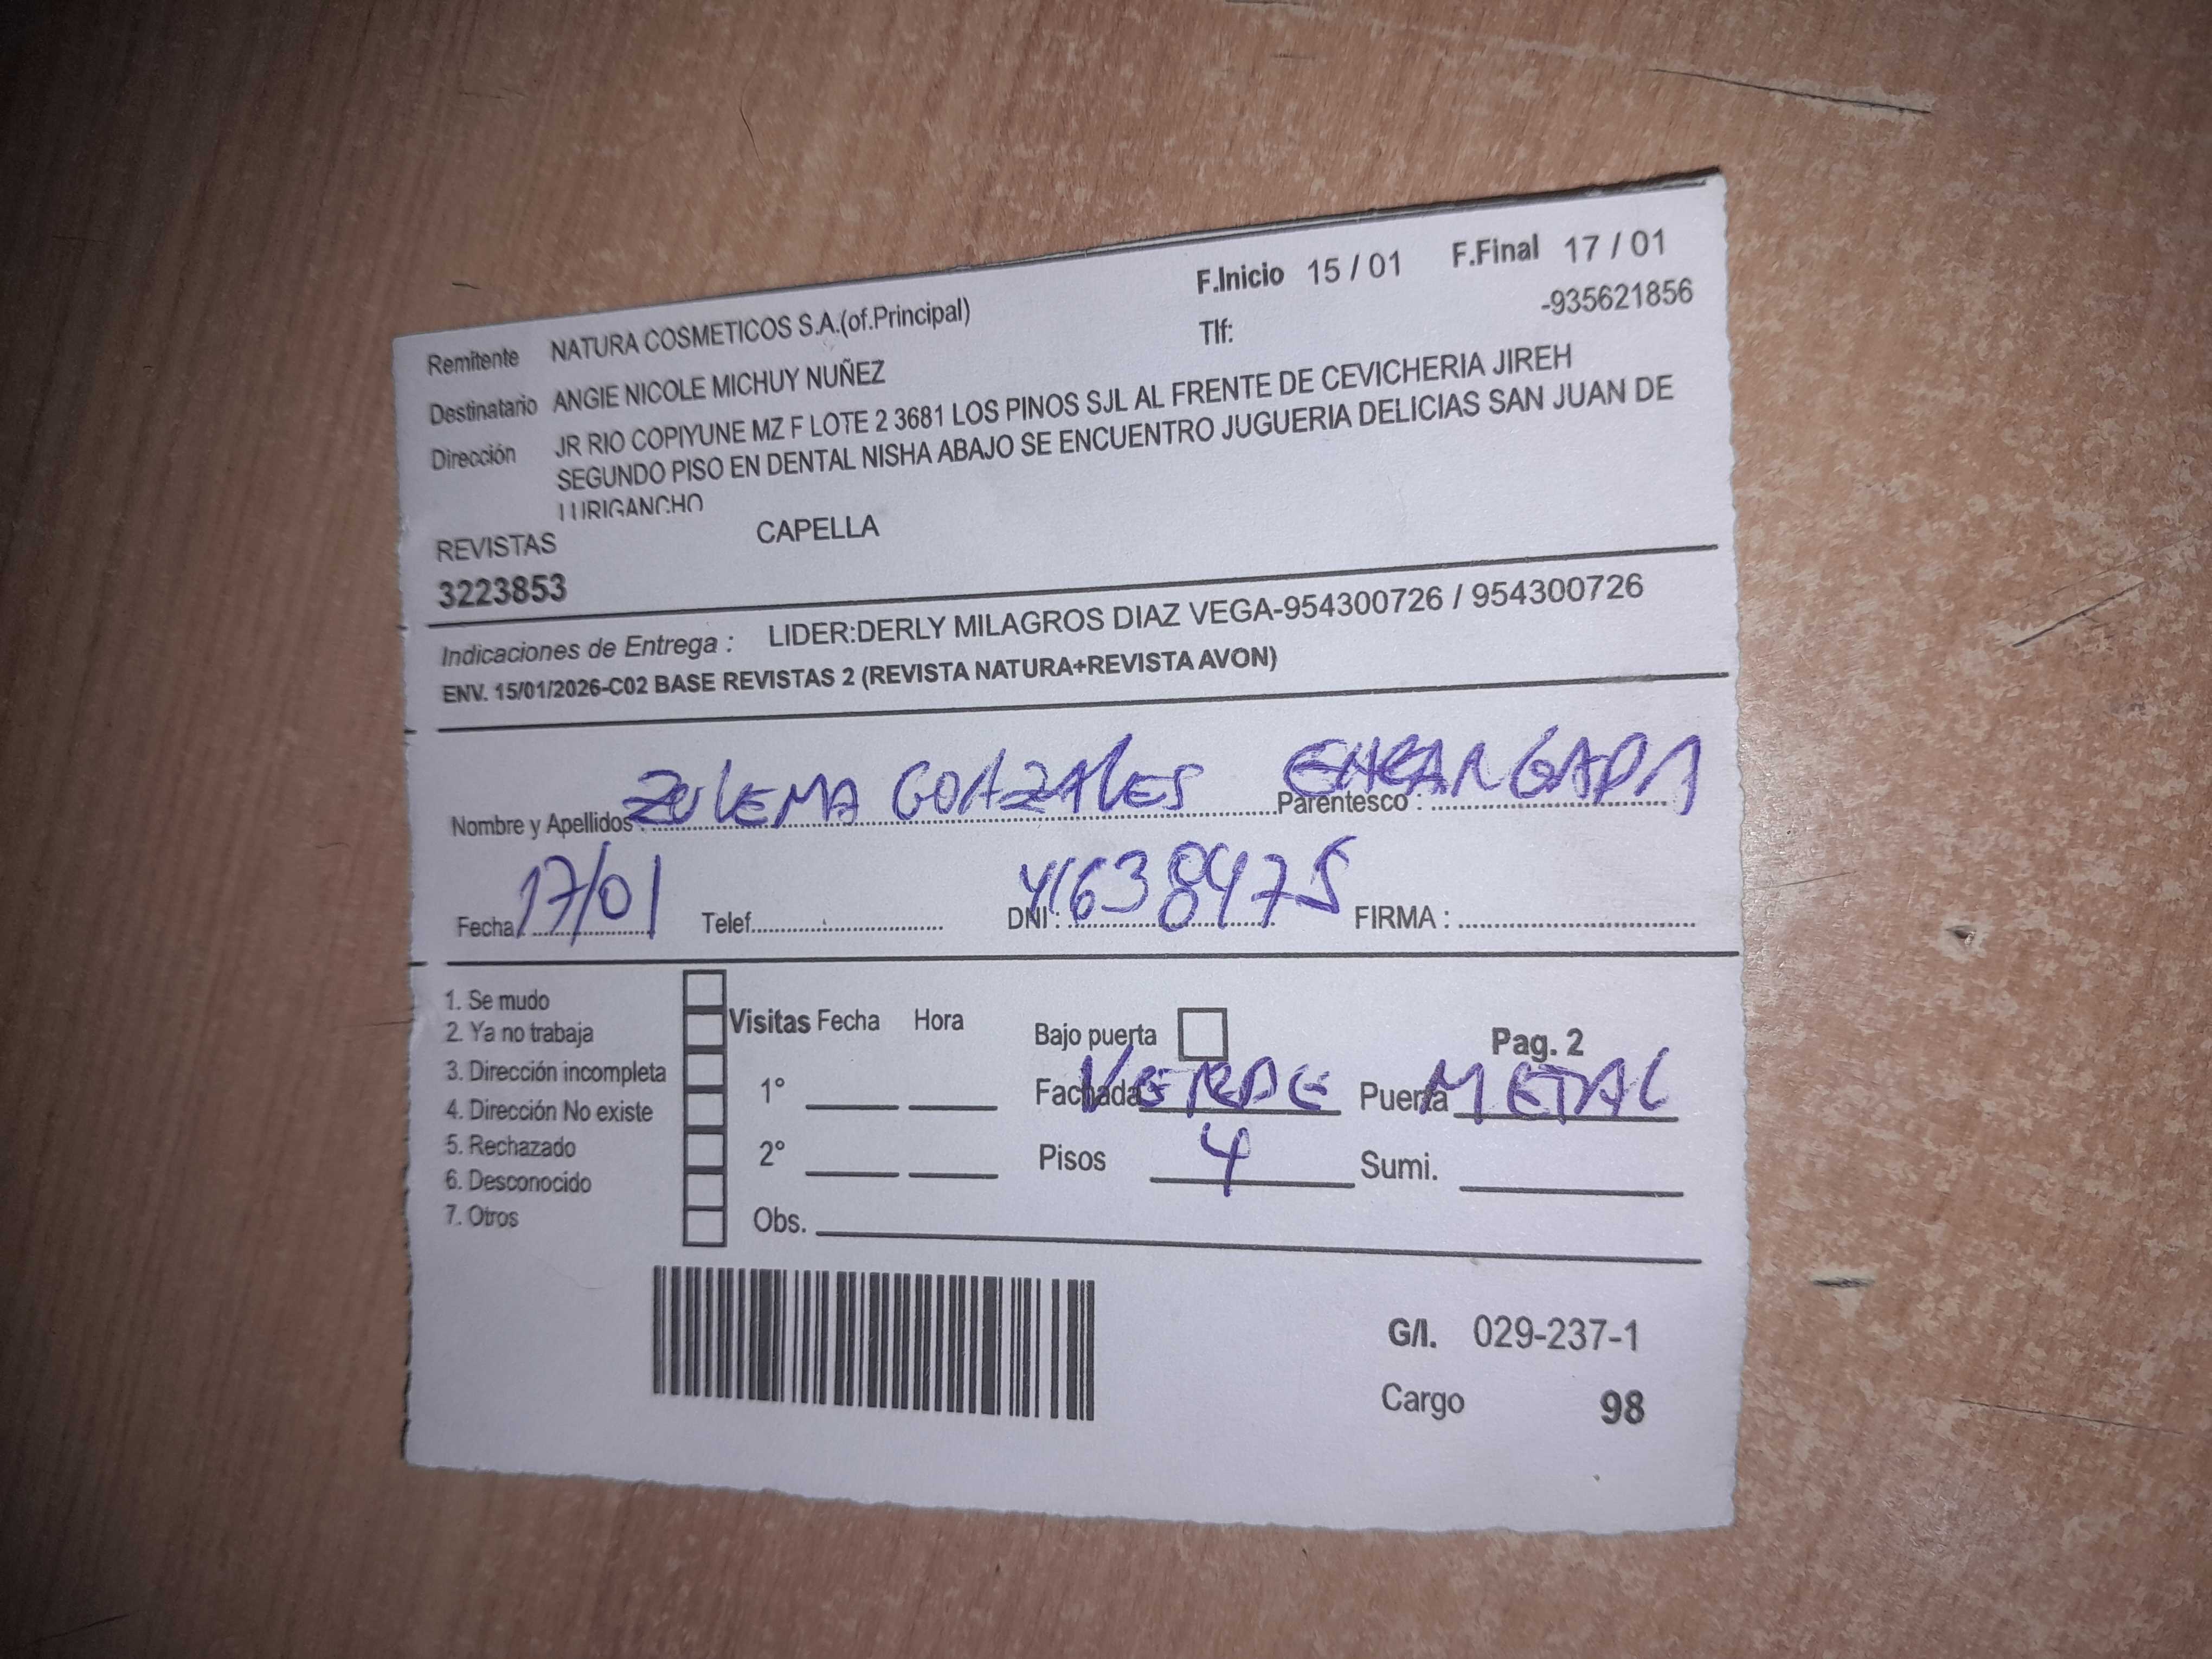 F.Inicio 15 / 01 F.Final 17 / 01
Remitente NATURA COSMETICOS S.A.(of.Principal) Tlf: -935621856
Destinatario ANGIE NICOLE MICHUY NUÑEZ
Dirección JR RIO COPIYUNE MZ F LOTE 2 3681 LOS PINOS SJL AL FRENTE DE CEVICHERIA JIREH
SEGUNDO PISO EN DENTAL NISHA ABAJO SE ENCUENTRO JUGUERIA DELICIAS SAN JUAN DE
LURIGANCHO
REVISTAS CAPELLA
3223853
Indicaciones de Entrega : LIDER:DERLY MILAGROS DIAZ VEGA-954300726 / 954300726
ENV. 15/01/2026-C02 BASE REVISTAS 2 (REVISTA NATURA+REVISTA AVON)
Nombre y Apellidos : ZULEMA GONZALES Parentesco : ENCARGADA
Fecha 17/01 Telef. DNI : 41638475 FIRMA :
1. Se mudo
2. Ya no trabaja
3. Dirección incompleta
4. Dirección No existe
5. Rechazado
6. Desconocido
7. Otros
Visitas Fecha Hora Bajo puerta Pag. 2
1° Fachada VERDE Puerta METAL
2° Pisos 4 Sumi.
Obs.
G/I. 029-237-1
Cargo 98